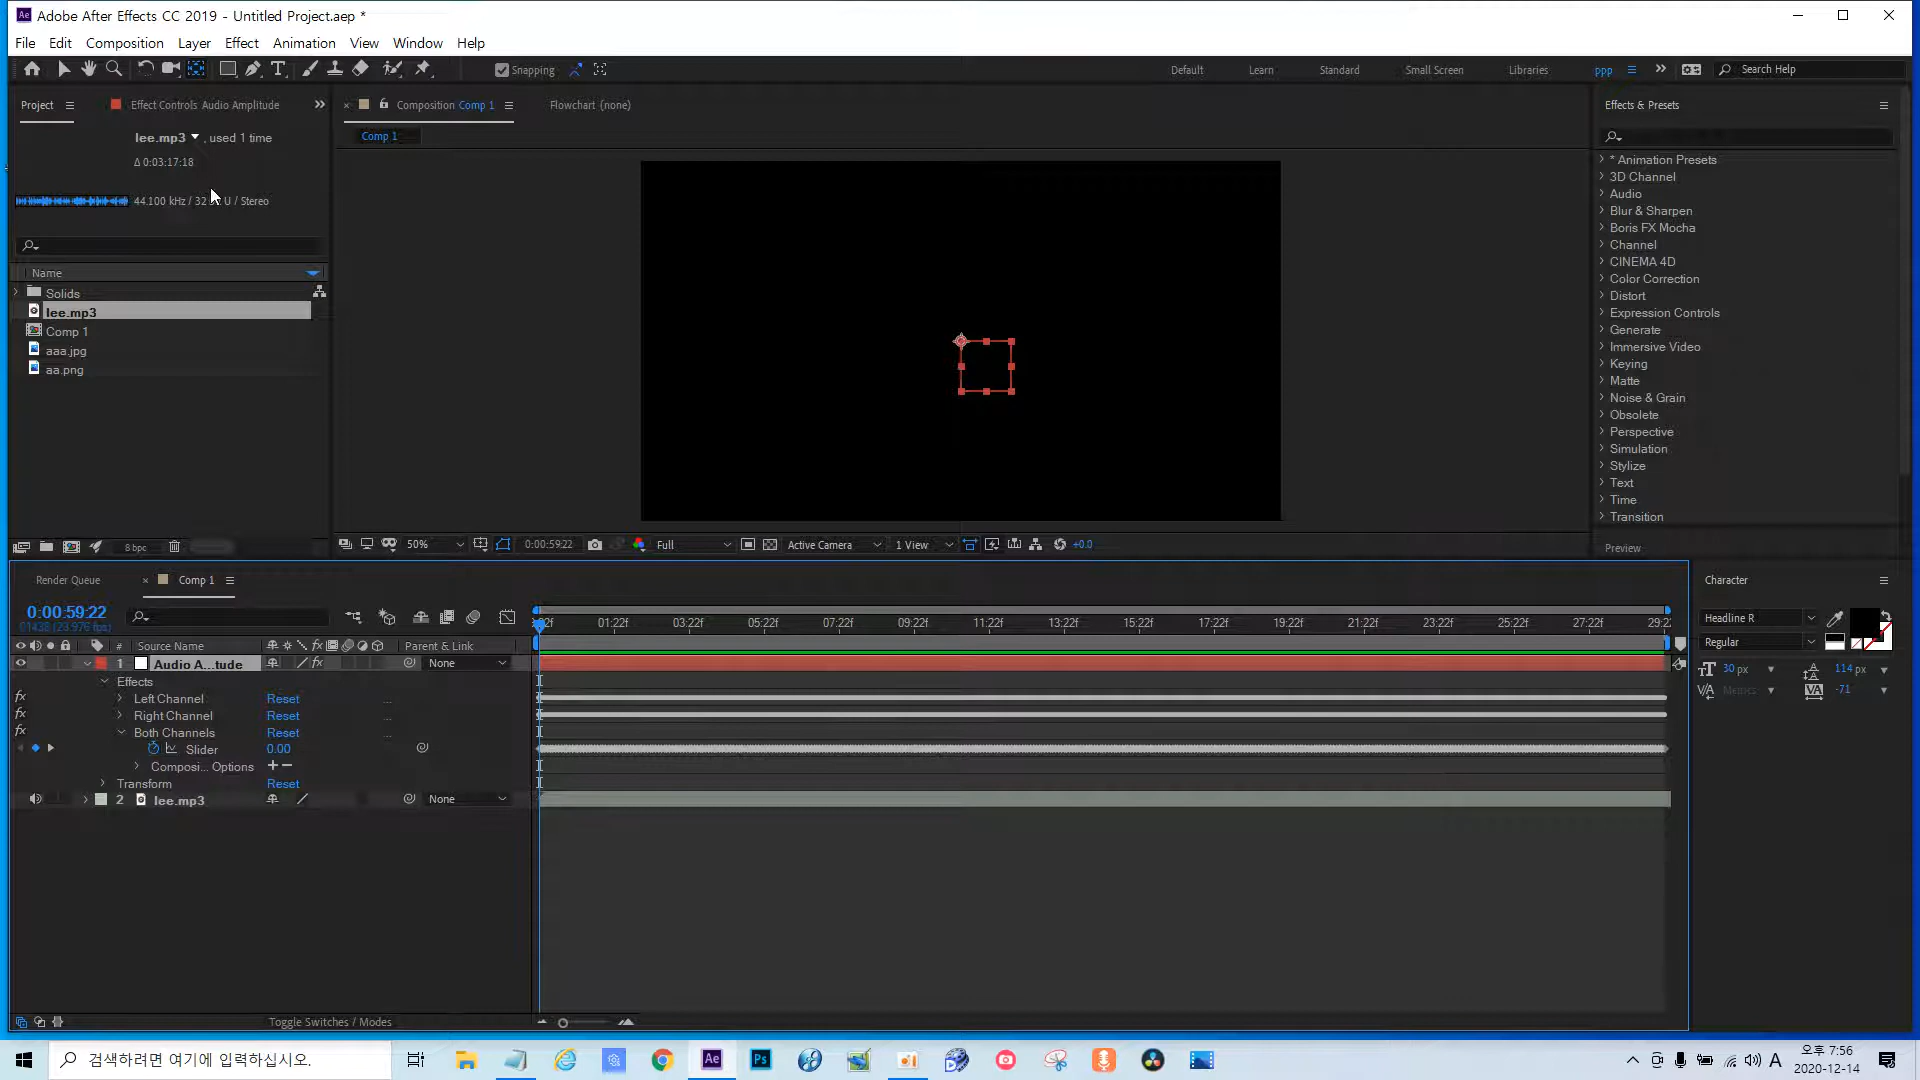 Adobe After Effects CC 2019 - Untitled Project.aep *
File Edit Composition Layer Effect Animation View Window Help
Snapping Default Learn Standard Small Screen Libraries ppp Search Help
Project Effect Controls Audio Amplitude Composition Comp 1 Flowchart (none) Effects & Presets
lee.mp3 , used 1 time
Comp 1
Δ 0:03:17:18
44.100 kHz / 32 U / Stereo
Name
Solids
lee.mp3
Comp 1
aaa.jpg
aa.png
* Animation Presets
3D Channel
Audio
Blur & Sharpen
Boris FX Mocha
Channel
CINEMA 4D
Color Correction
Distort
Expression Controls
Generate
Immersive Video
Keying
Matte
Noise & Grain
Obsolete
Perspective
Simulation
Stylize
Text
Time
Transition
8 bpc 50% 0:00:59:22 Full Active Camera 1 View +0.0
Preview
Render Queue Comp 1 Character
0:00:59:22
01438 (23.976 fps)
:22f 01:22f 03:22f 05:22f 07:22f 09:22f 11:22f 13:22f 15:22f 17:22f 19:22f 21:22f 23:22f 25:22f 27:22f 29:22
Headline R
Regular
30 px 114 px
Metrics -71
# Source Name Parent & Link
1 Audio A...tude None
Effects
Left Channel Reset ...
Right Channel Reset ...
Both Channels Reset ...
Slider 0.00
Composi... Options
Transform Reset
2 lee.mp3 None
Toggle Switches / Modes
검색하려면 여기에 입력하십시오.
A 오후 7:56
2020-12-14